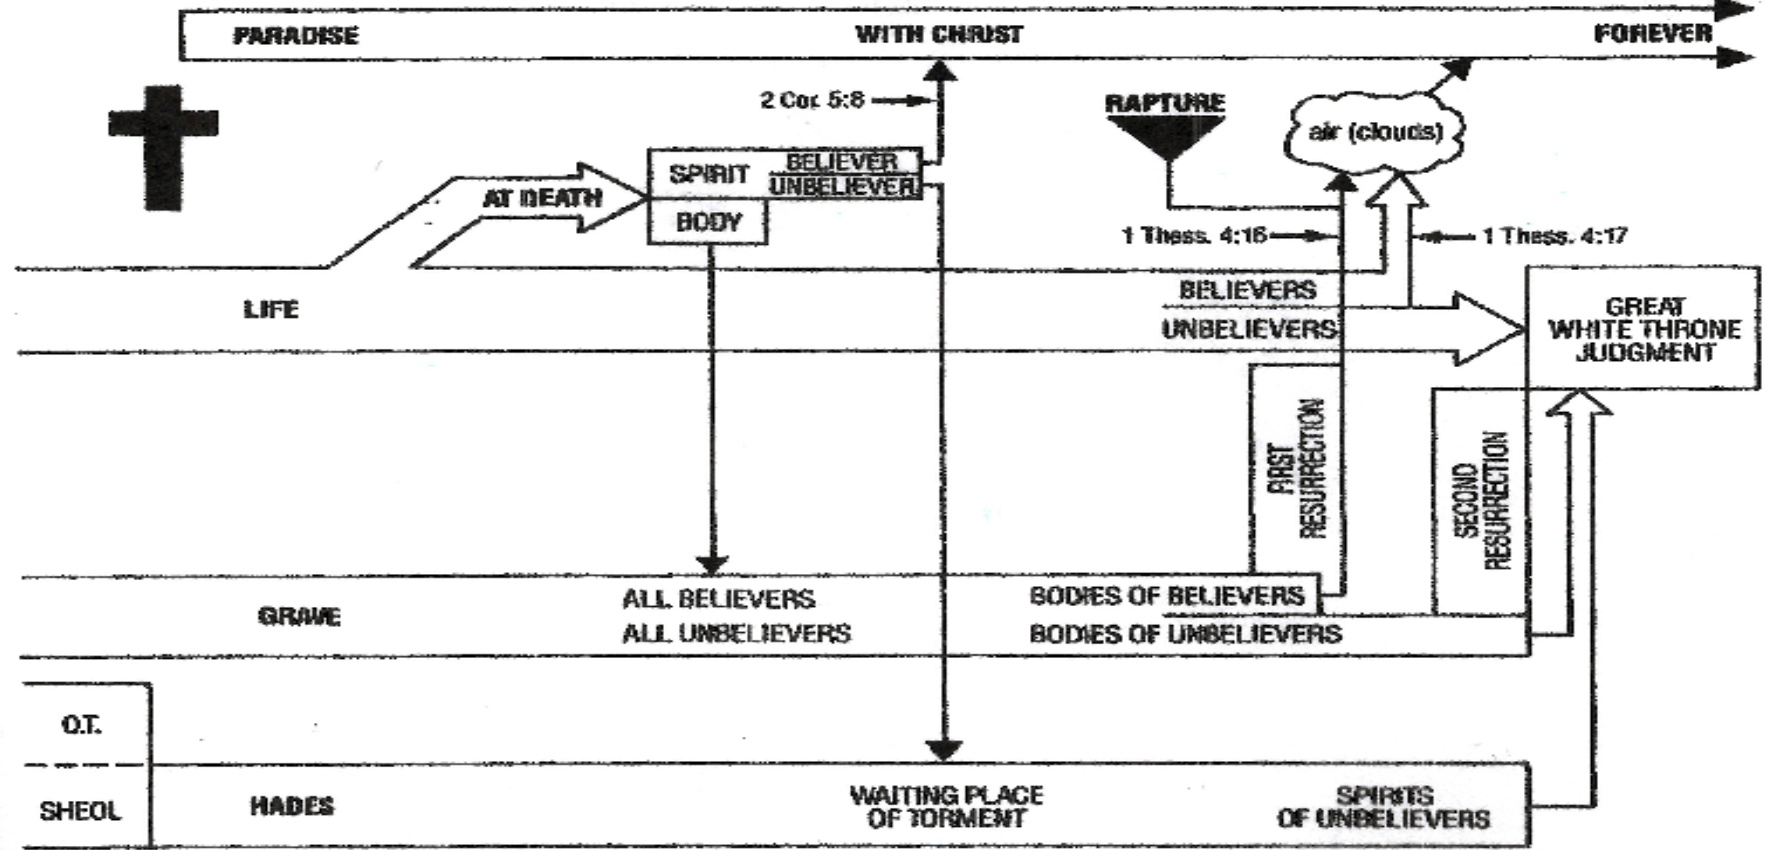 PARADISE WITH CHRIST FOREVER
2 Cor. 5:8
RAPTURE
air (clouds)
SPIRIT
BELIEVER
UNBELIEVER
AT DEATH
BODY
1 Thess. 4:16
1 Thess. 4:17
LIFE
BELIEVERS
UNBELIEVERS
GREAT
WHITE THRONE
JUDGMENT
FIRST
RESURRECTION
SECOND
RESURRECTION
GRAVE
ALL BELIEVERS
ALL UNBELIEVERS
BODIES OF BELIEVERS
BODIES OF UNBELIEVERS
O.T.
SHEOL
HADES
WAITING PLACE
OF TORMENT
SPIRITS
OF UNBELIEVERS